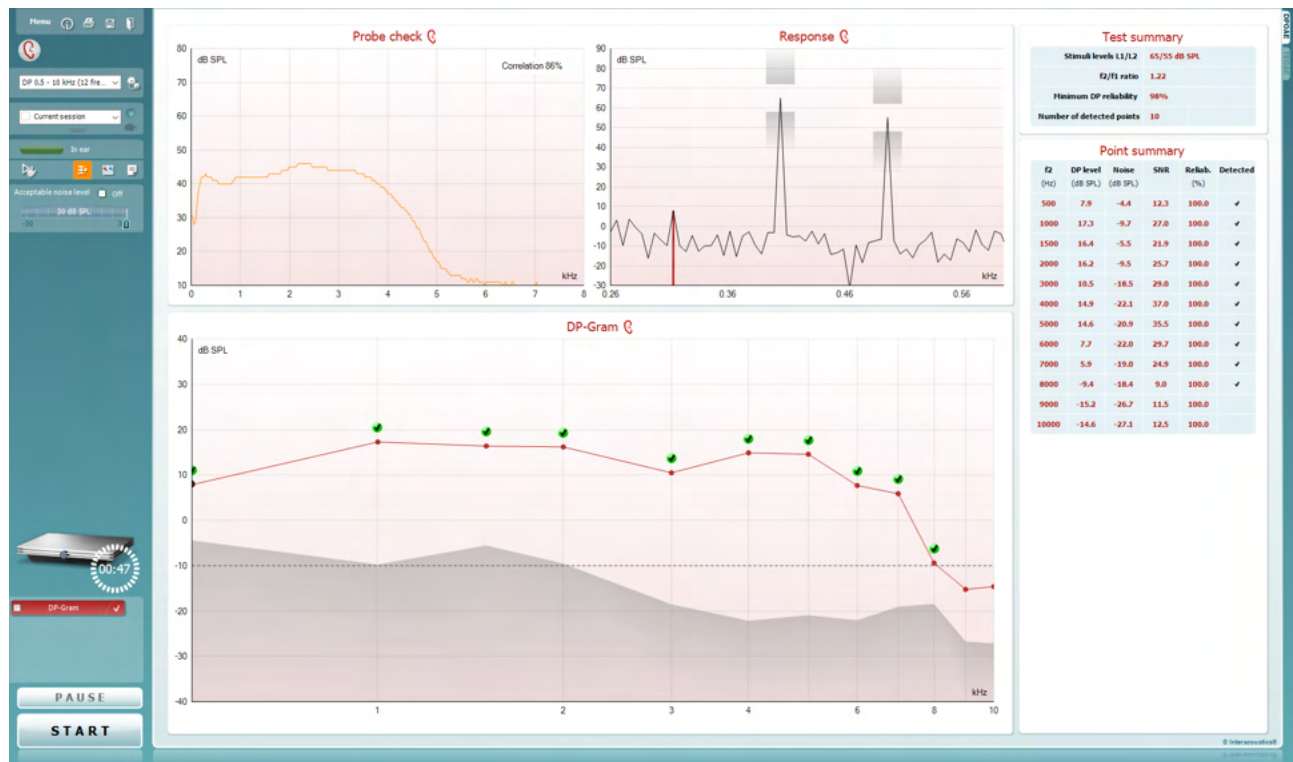 Menu
DP 0.5 - 10 kHz (12 fre...
Current session
In ear
Acceptable noise level Off
30 dB SPL
-30 30
00:47
DP-Gram
PAUSE
START
Probe check
dB SPL
Correlation 86%
80
70
60
50
40
30
20
10
0 1 2 3 4 5 6 7 8
kHz
Response
dB SPL
90
80
70
60
50
40
30
20
10
0
-10
-20
-30
0.26 0.36 0.46 0.56
kHz
DP-Gram
dB SPL
40
30
20
10
0
-10
-20
-30
-40
1 2 3 4 6 8 10
kHz
Test summary
Stimuli levels L1/L2 65/55 dB SPL
f2/f1 ratio 1.22
Minimum DP reliability 98%
Number of detected points 10
Point summary
f2 DP level Noise SNR Reliab. Detected
(Hz) (dB SPL) (dB SPL) (%)
500 7.9 -4.4 12.3 100.0 ✔
1000 17.3 -9.7 27.0 100.0 ✔
1500 16.4 -5.5 21.9 100.0 ✔
2000 16.2 -9.5 25.7 100.0 ✔
3000 10.5 -18.5 29.0 100.0 ✔
4000 14.9 -22.1 37.0 100.0 ✔
5000 14.6 -20.9 35.5 100.0 ✔
6000 7.7 -22.0 29.7 100.0 ✔
7000 5.9 -19.0 24.9 100.0 ✔
8000 -9.4 -18.4 9.0 100.0 ✔
9000 -15.2 -26.7 11.5 100.0
10000 -14.6 -27.1 12.5 100.0
DPOAE
© Interacoustics®